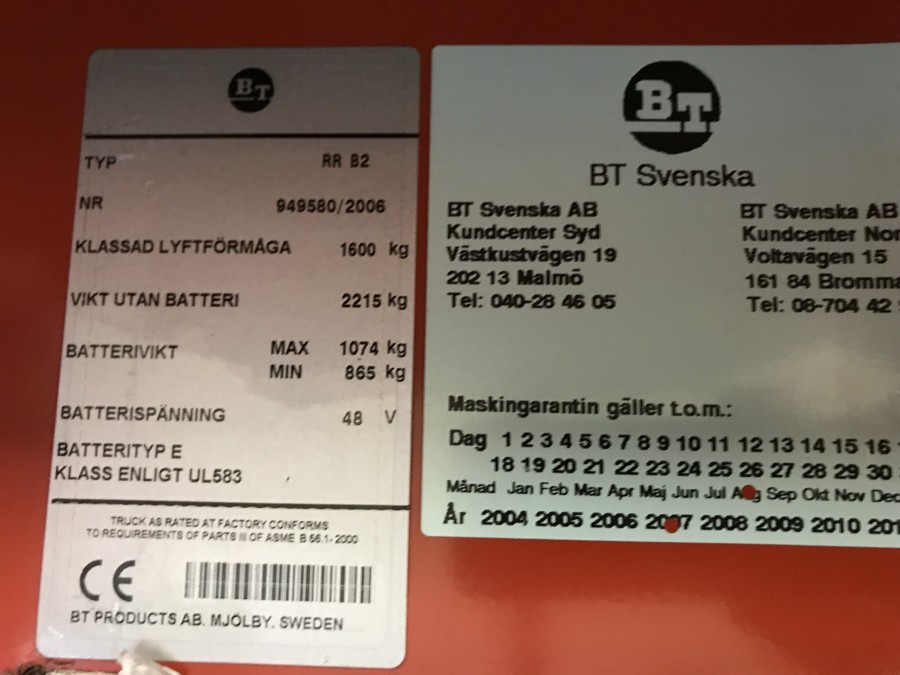 BT
TYP RR B2
NR 949580/2006
KLASSAD LYFTFÖRMÅGA 1600 kg
VIKT UTAN BATTERI 2215 kg
BATTERIVIKT MAX 1074 kg
MIN 865 kg
BATTERISPÄNNING 48 V
BATTERITYP E
KLASS ENLIGT UL583
TRUCK AS RATED AT FACTORY CONFORMS
TO REQUIREMENTS OF PARTS III OF ASME B 56.1-2000
CE
BT PRODUCTS AB. MJÖLBY. SWEDEN
BT
BT Svenska
BT Svenska AB
Kundcenter Syd
Västkustvägen 19
202 13 Malmö
Tel: 040-28 46 05
BT Svenska AB
Kundcenter
Voltavägen 15
161 84 Bromma
Tel: 08-704 42
Maskingarantin gäller t.o.m.:
Dag 1 2 3 4 5 6 7 8 9 10 11 12 13 14 15 16
18 19 20 21 22 23 24 25 26 27 28 29 30
Månad Jan Feb Mar Apr Maj Jun Jul Aug Sep Okt Nov Dec
År 2004 2005 2006 2007 2008 2009 2010